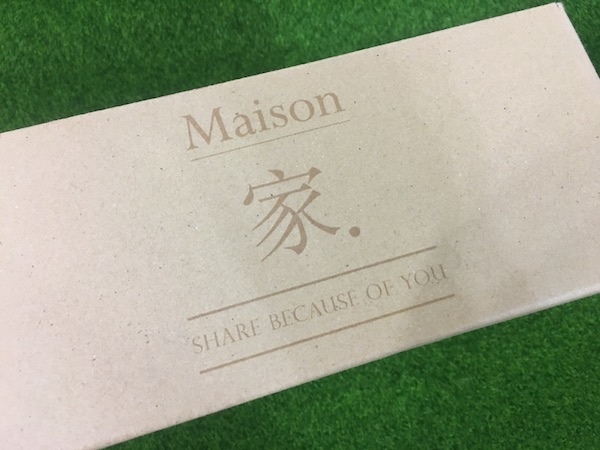 Maison
家.
SHARE BECAUSE OF YOU